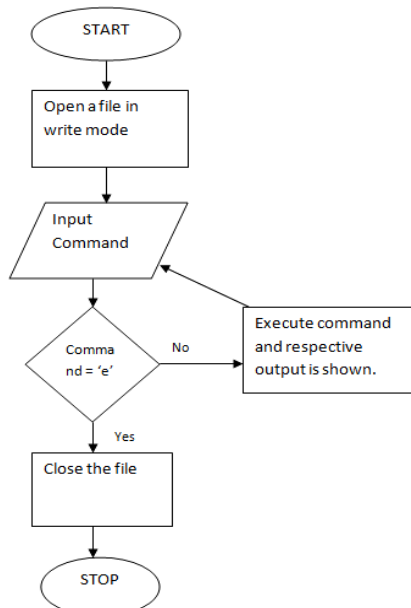 START
Open a file in
write mode
Input
Command
Comma
nd = ‘e’
No
Execute command
and respective
output is shown.
Yes
Close the file
STOP